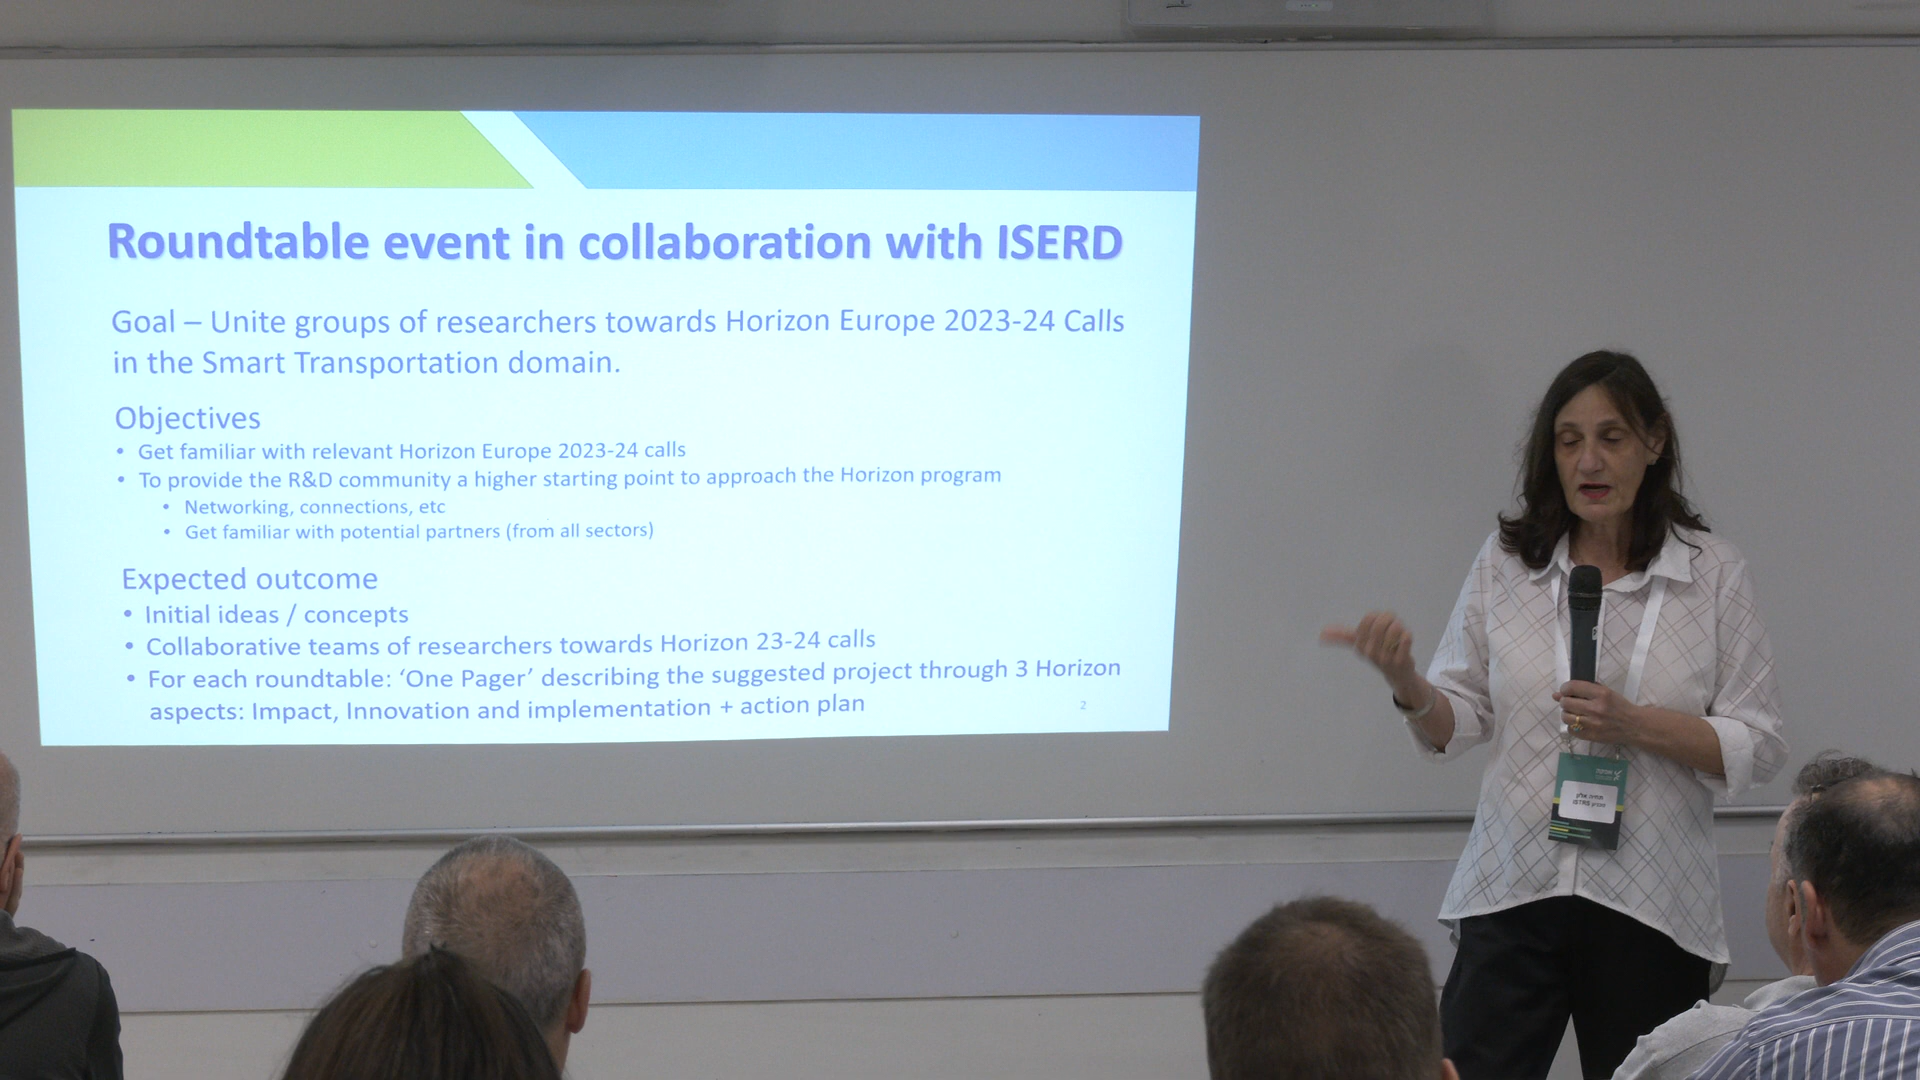 Roundtable event in collaboration with ISERD
Goal – Unite groups of researchers towards Horizon Europe 2023-24 Calls
in the Smart Transportation domain.
Objectives
• Get familiar with relevant Horizon Europe 2023-24 calls
• To provide the R&D community a higher starting point to approach the Horizon program
• Networking, connections, etc
• Get familiar with potential partners (from all sectors)
Expected outcome
• Initial ideas / concepts
• Collaborative teams of researchers towards Horizon 23-24 calls
• For each roundtable: ‘One Pager’ describing the suggested project through 3 Horizon
aspects: Impact, Innovation and implementation + action plan
2